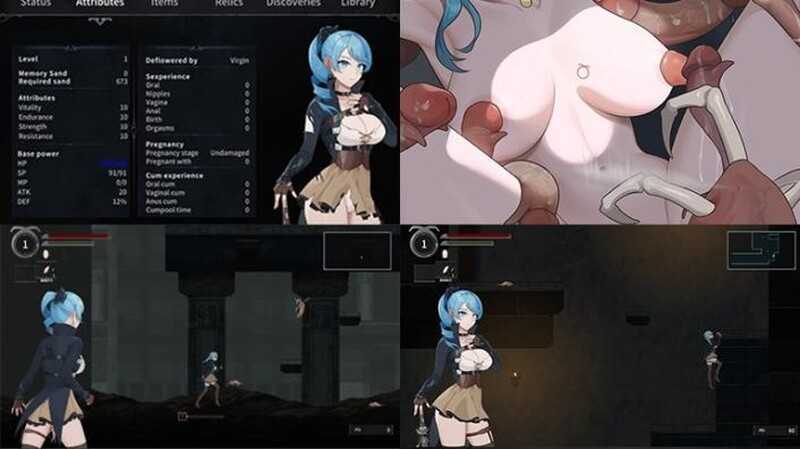 Status Attributes Items Relics Discoveries Library
Level 1
Memory Sand 0
Required sand 673
Attributes
Vitality 10
Endurance 10
Strength 10
Resistance 10
Base power
HP
SP 91/91
MP 0/0
ATK 20
DEF 12%
Deflowered by Virgin
Sexperience
Oral 0
Nipples 0
Vagina 0
Anal 0
Birth 0
Orgasms 0
Pregnancy
Pregnancy stage Undamaged
Pregnant with 0
Cum experience
Oral cum 0
Vaginal cum 0
Anus cum 0
Cumpool time 0
1
1